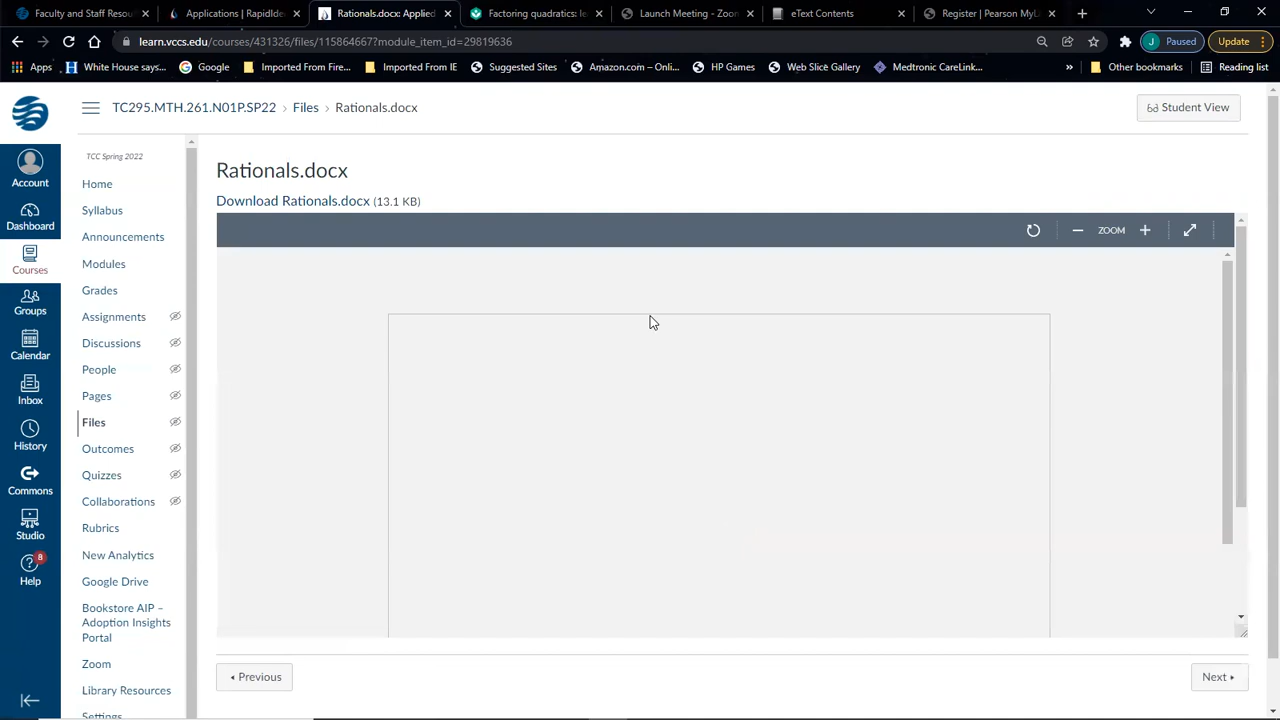 Faculty and Staff Resou
Applications | RapidIde
Rationals.docx: Applied
Factoring quadratics: le
Launch Meeting - Zoo
eText Contents
Register | Pearson MyL
learn.vccs.edu/courses/431326/files/115864667?module_item_id=29819636
J Paused
Update
Apps
White House says...
Google
Imported From Fire...
Imported From IE
Suggested Sites
Amazon.com – Onli...
HP Games
Web Slice Gallery
Medtronic CareLink...
»
Other bookmarks
Reading list
TC295.MTH.261.N01P.SP22 › Files › Rationals.docx
Student View
Account
Dashboard
Courses
Groups
Calendar
Inbox
History
Commons
Studio
8
Help
TCC Spring 2022
Home
Syllabus
Announcements
Modules
Grades
Assignments
Discussions
People
Pages
Files
Outcomes
Quizzes
Collaborations
Rubrics
New Analytics
Google Drive
Bookstore AIP –
Adoption Insights
Portal
Zoom
Library Resources
Settings
Rationals.docx
Download Rationals.docx (13.1 KB)
ZOOM
Previous
Next